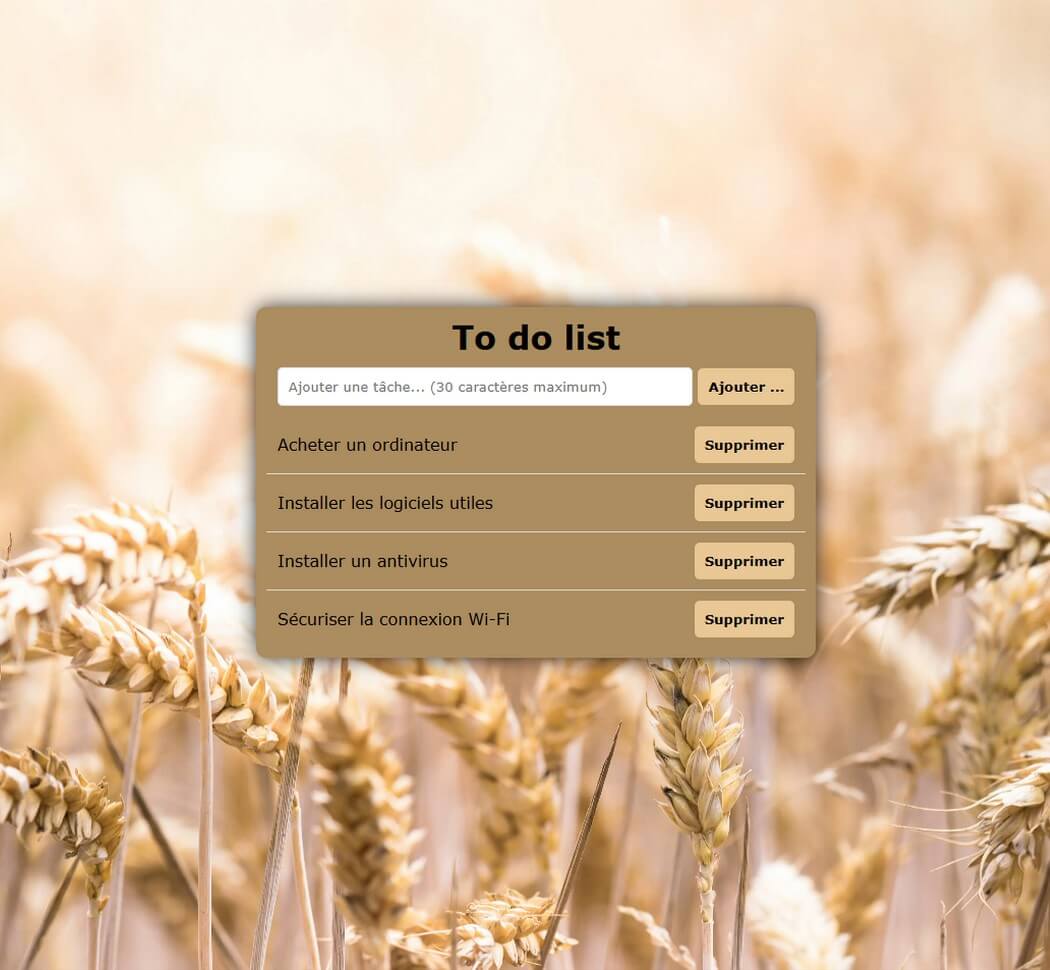 To do list
Ajouter une tâche... (30 caractères maximum)
Ajouter ...
Acheter un ordinateur
Supprimer
Installer les logiciels utiles
Supprimer
Installer un antivirus
Supprimer
Sécuriser la connexion Wi-Fi
Supprimer